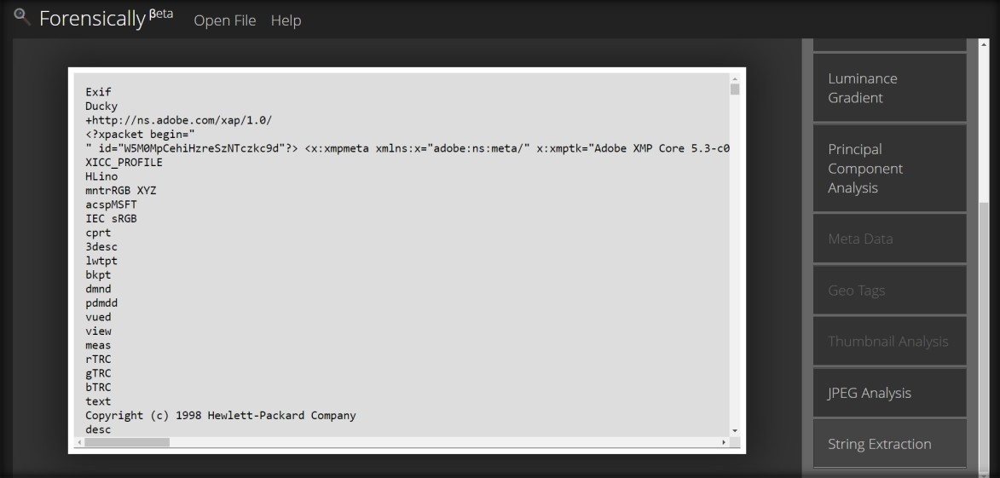 Forensically βeta Open File Help
Exif
Ducky
+http://ns.adobe.com/xap/1.0/
<?xpacket begin="
" id="W5M0MpCehiHzreSzNTczkc9d"?> <x:xmpmeta xmlns:x="adobe:ns:meta/" x:xmptk="Adobe XMP Core 5.3-c0
XICC_PROFILE
HLino
mntrRGB XYZ
acspMSFT
IEC sRGB
cprt
3desc
lwtpt
bkpt
dmnd
pdmdd
vued
view
meas
rTRC
gTRC
bTRC
text
Copyright (c) 1998 Hewlett-Packard Company
desc
Luminance
Gradient
Principal
Component
Analysis
Meta Data
Geo Tags
Thumbnail Analysis
JPEG Analysis
String Extraction